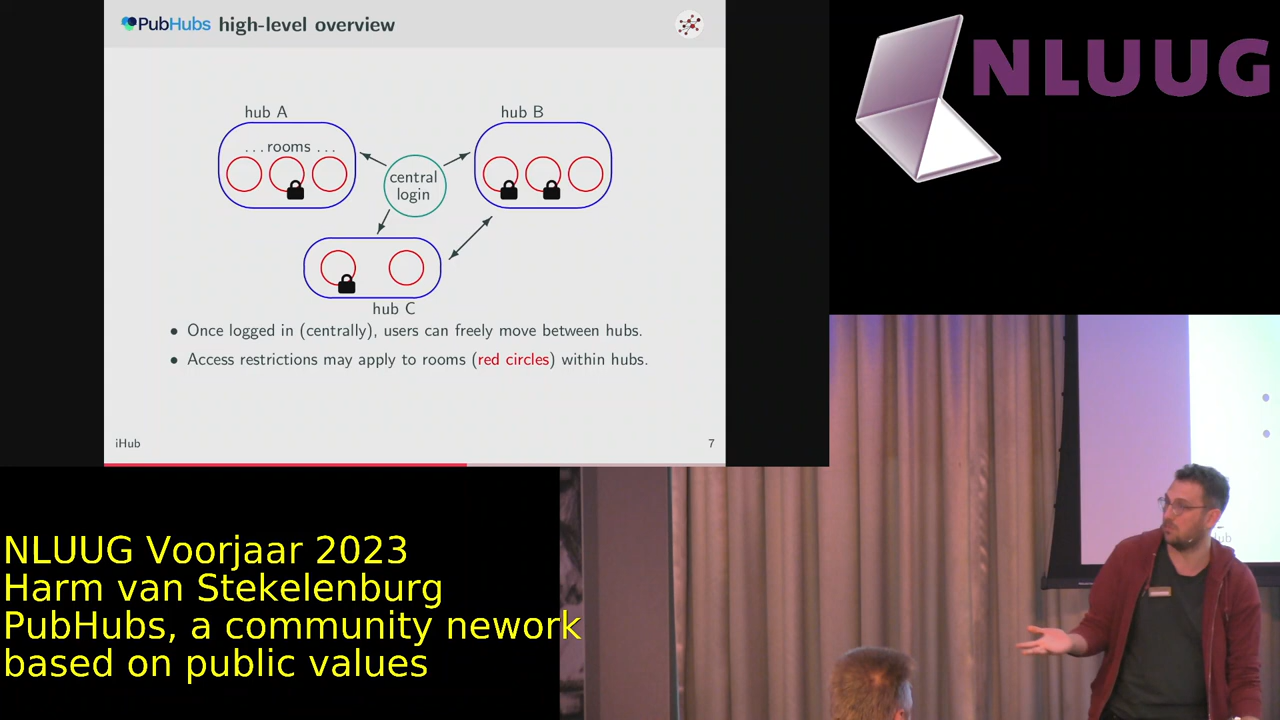 PubHubs high-level overview
hub A
hub B
...rooms ...
central
login
hub C
• Once logged in (centrally), users can freely move between hubs.
• Access restrictions may apply to rooms (red circles) within hubs.
iHub
7
NLUUG
NLUUG Voorjaar 2023
Harm van Stekelenburg
PubHubs, a community nework
based on public values